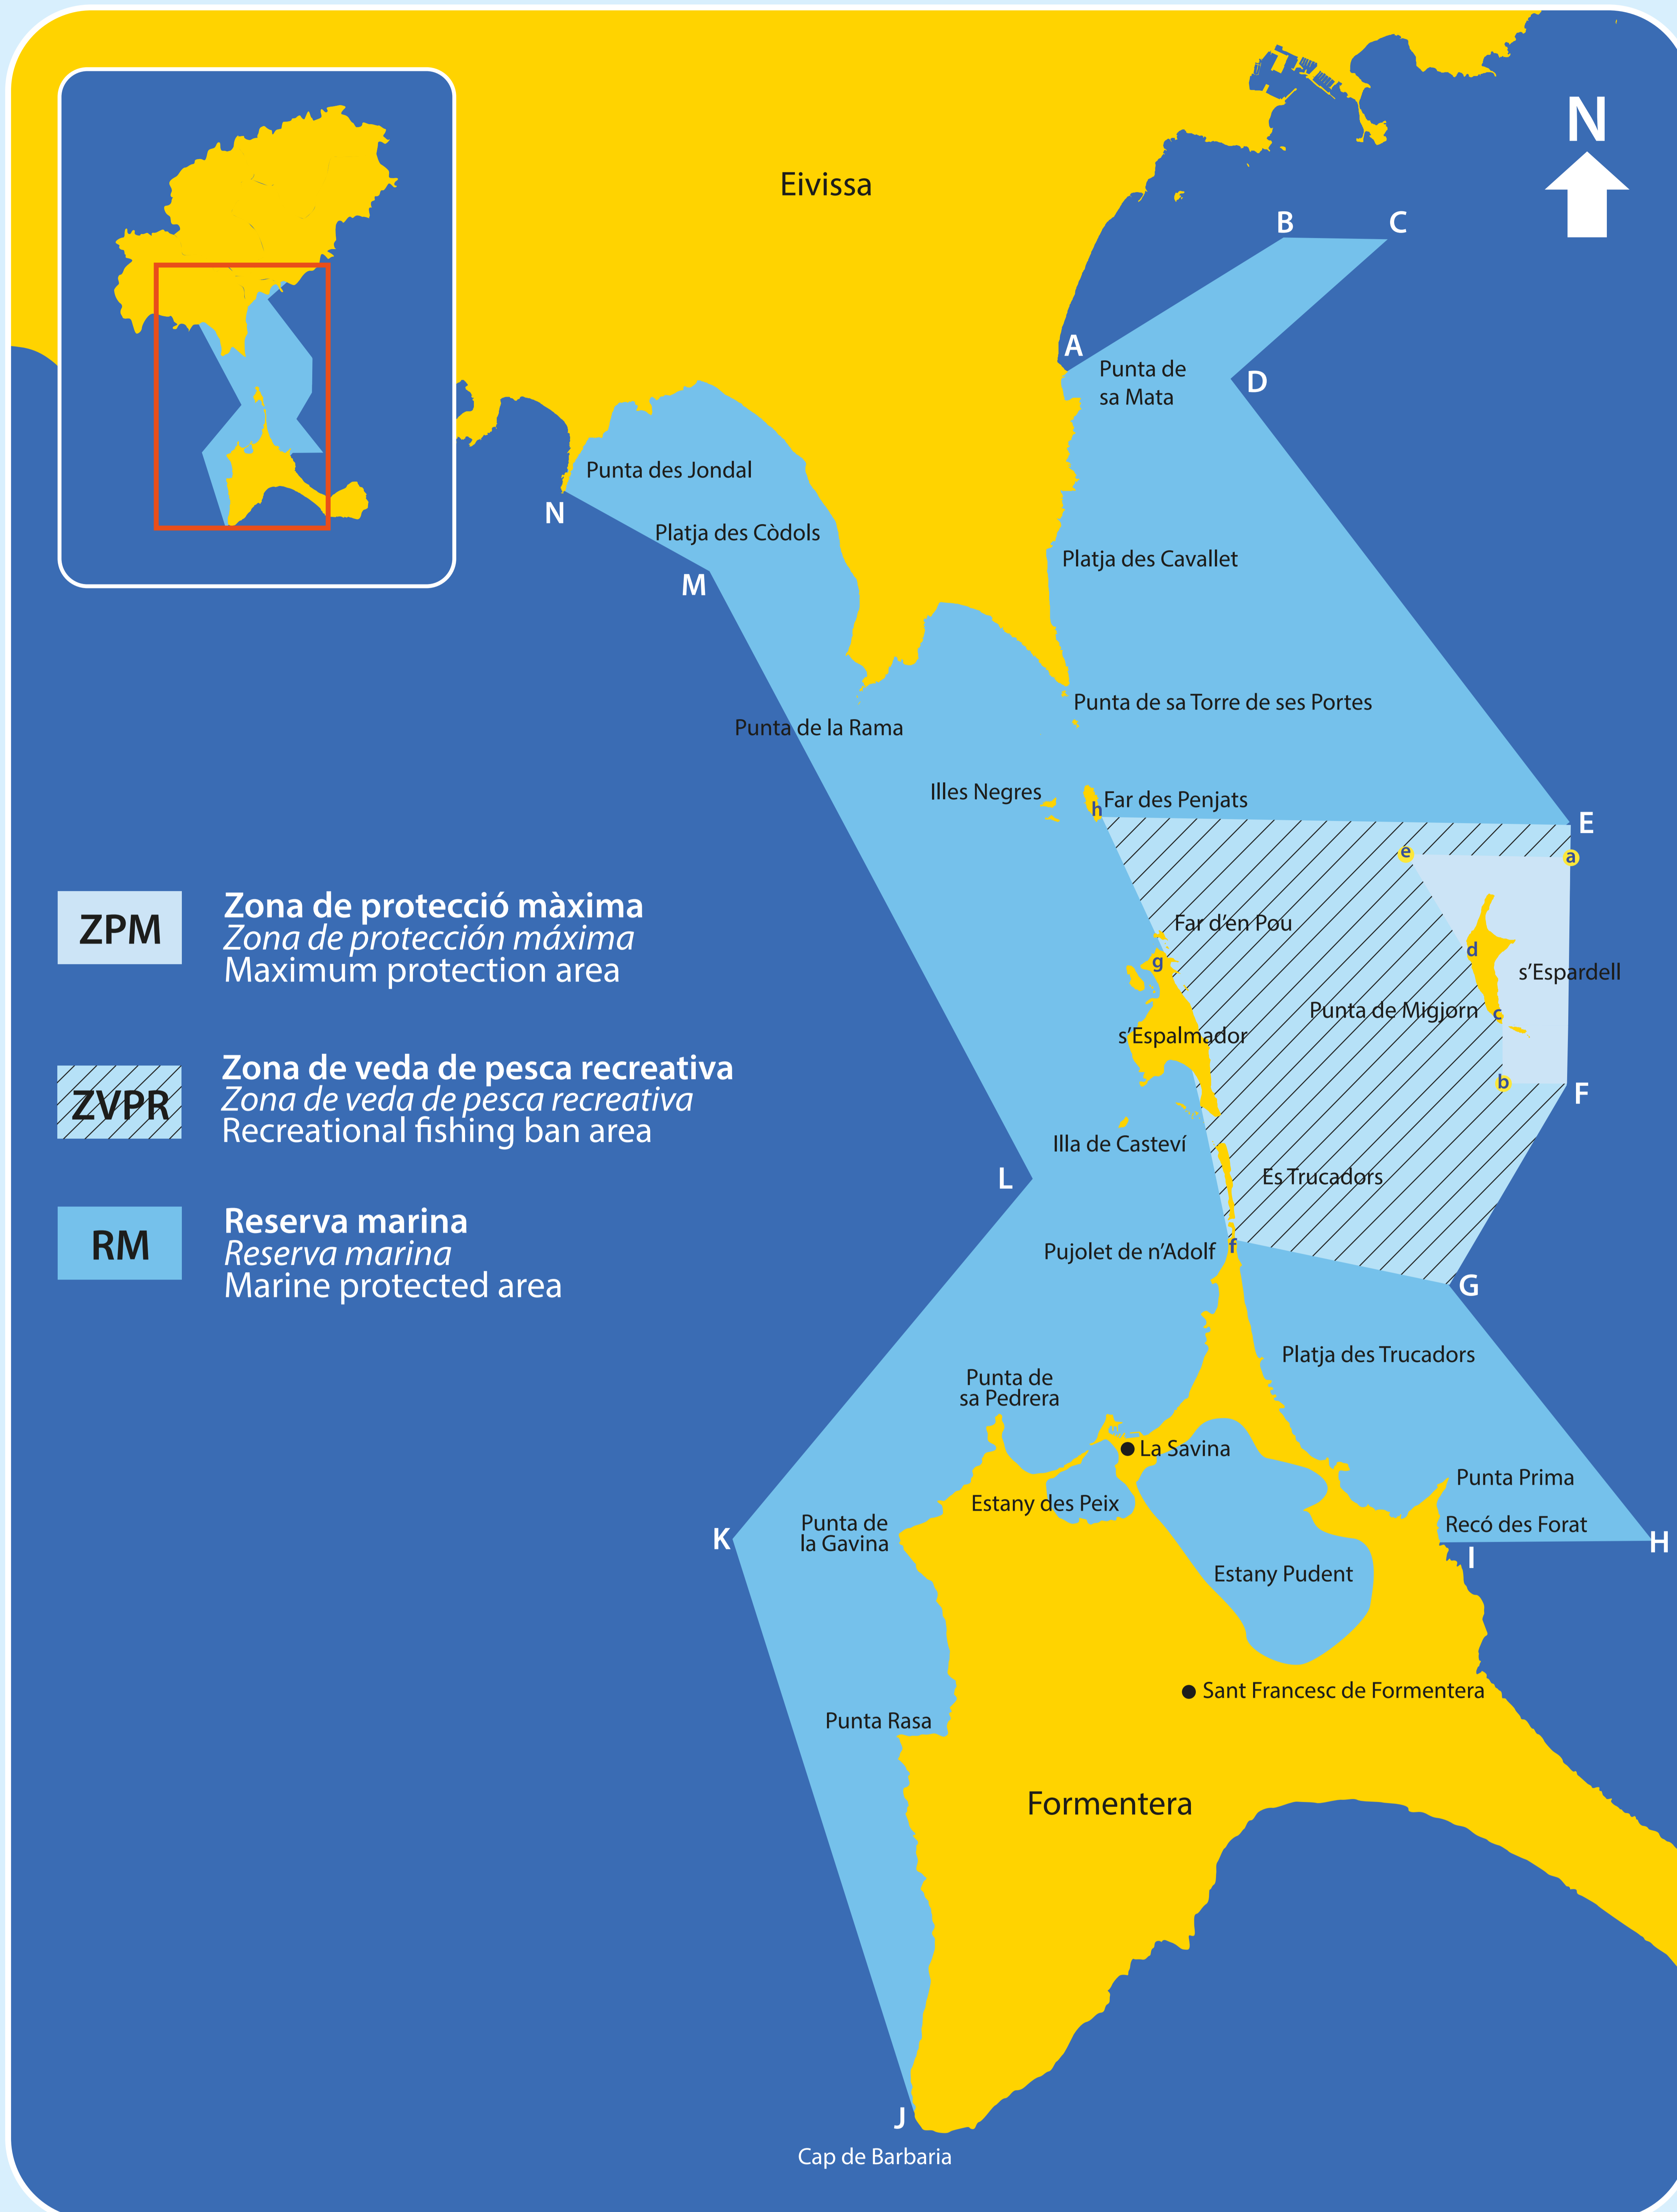 N
Eivissa
B
C
A
Punta de
sa Mata
D
Punta des Jondal
N
Platja des Còdols
Platja des Cavallet
M
Punta de sa Torre de ses Portes
Punta de la Rama
Illes Negres
h
Far des Penjats
E
e
a
ZPM
Zona de protecció màxima
Zona de protección máxima
Maximum protection area
Far d'en Pou
g
d
s'Espardell
Punta de Migjorn
c
s'Espalmador
b
F
ZVPR
Zona de veda de pesca recreativa
Zona de veda de pesca recreativa
Recreational fishing ban area
Illa de Casteví
L
Es Trucadors
RM
Reserva marina
Reserva marina
Marine protected area
Pujolet de n'Adolf
f
G
Platja des Trucadors
Punta de
sa Pedrera
La Savina
Punta Prima
Estany des Peix
Punta de
la Gavina
K
Recó des Forat
H
I
Estany Pudent
Sant Francesc de Formentera
Punta Rasa
Formentera
J
Cap de Barbaria